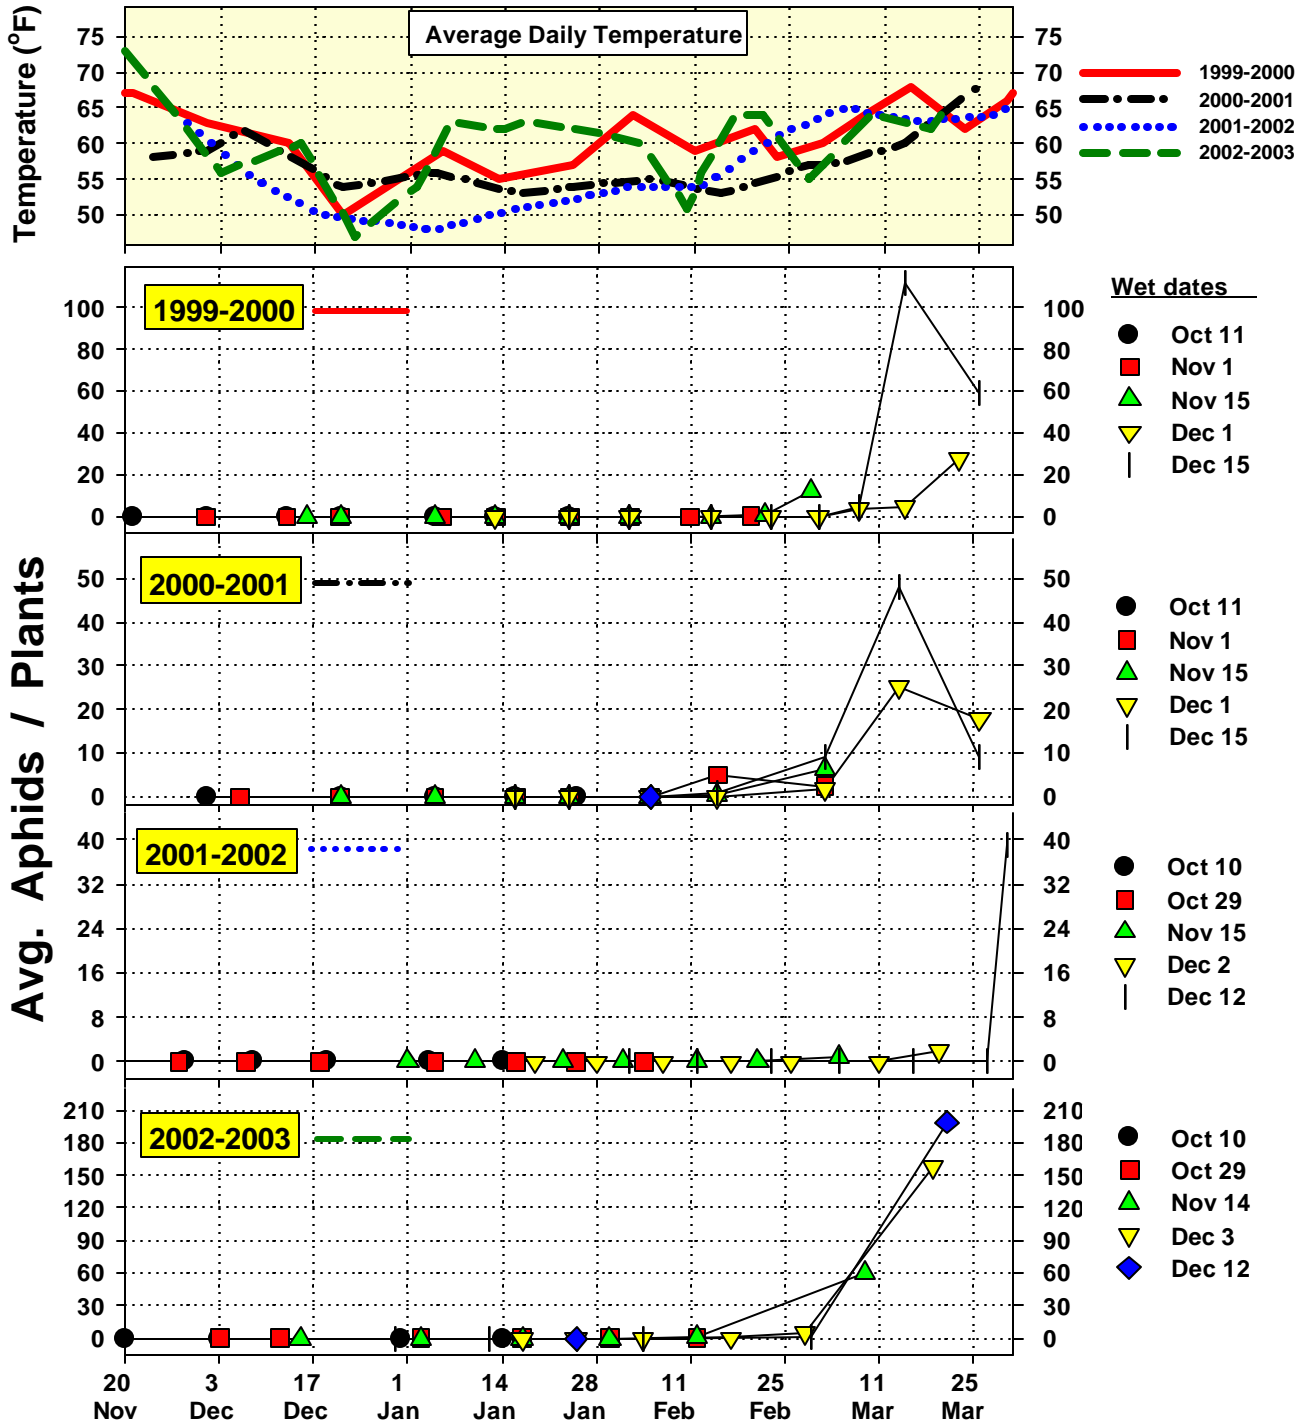 Average Daily Temperature
Temperature (°F)
75 75
70 70
65 65
60 60
55 55
50 50
1999-2000
2000-2001
2001-2002
2002-2003
Avg. Aphids / Plants
1999-2000
100 100
80 80
60 60
40 40
20 20
0 0
Wet dates
Oct 11
Nov 1
Nov 15
Dec 1
Dec 15
2000-2001
50 50
40 40
30 30
20 20
10 10
0 0
Oct 11
Nov 1
Nov 15
Dec 1
Dec 15
2001-2002
40 40
32 32
24 24
16 16
8 8
0 0
Oct 10
Oct 29
Nov 15
Dec 2
Dec 12
2002-2003
210 210
180 180
150 150
120 120
90 90
60 60
30 30
0 0
Oct 10
Oct 29
Nov 14
Dec 3
Dec 12
20 3 17 1 14 28 11 25 11 25
Nov Dec Dec Jan Jan Jan Feb Feb Mar Mar